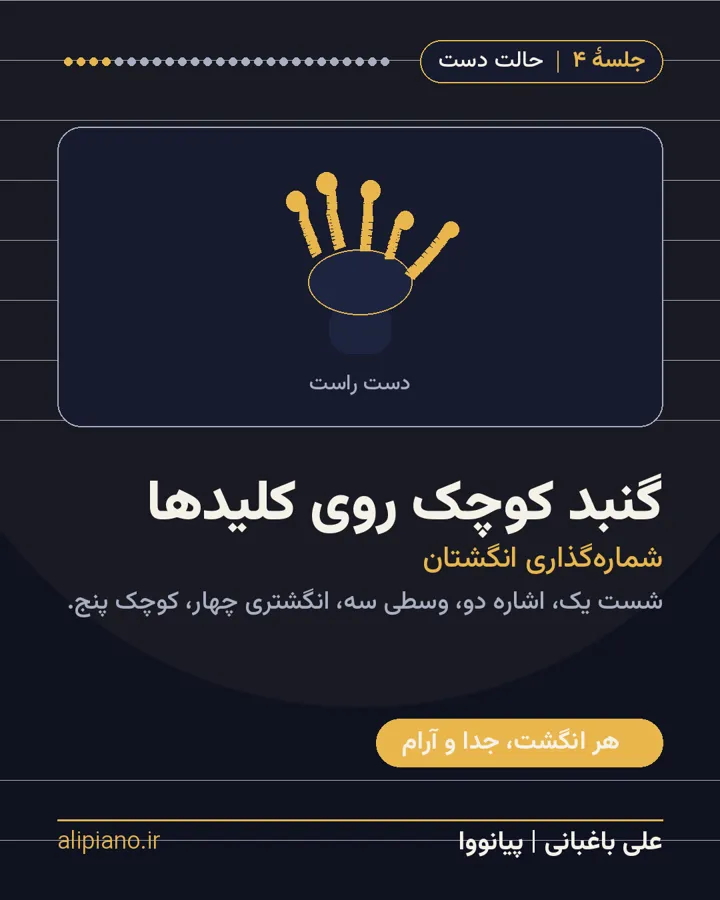 جلسهٔ ۴ | حالت دست
دست راست
گنبد کوچک روی کلیدها
شماره‌گذاری انگشتان
شست یک، اشاره دو، وسطی سه، انگشتری چهار، کوچک پنج.
هر انگشت، جدا و آرام
علی باغبانی | پیانووا
alipiano.ir